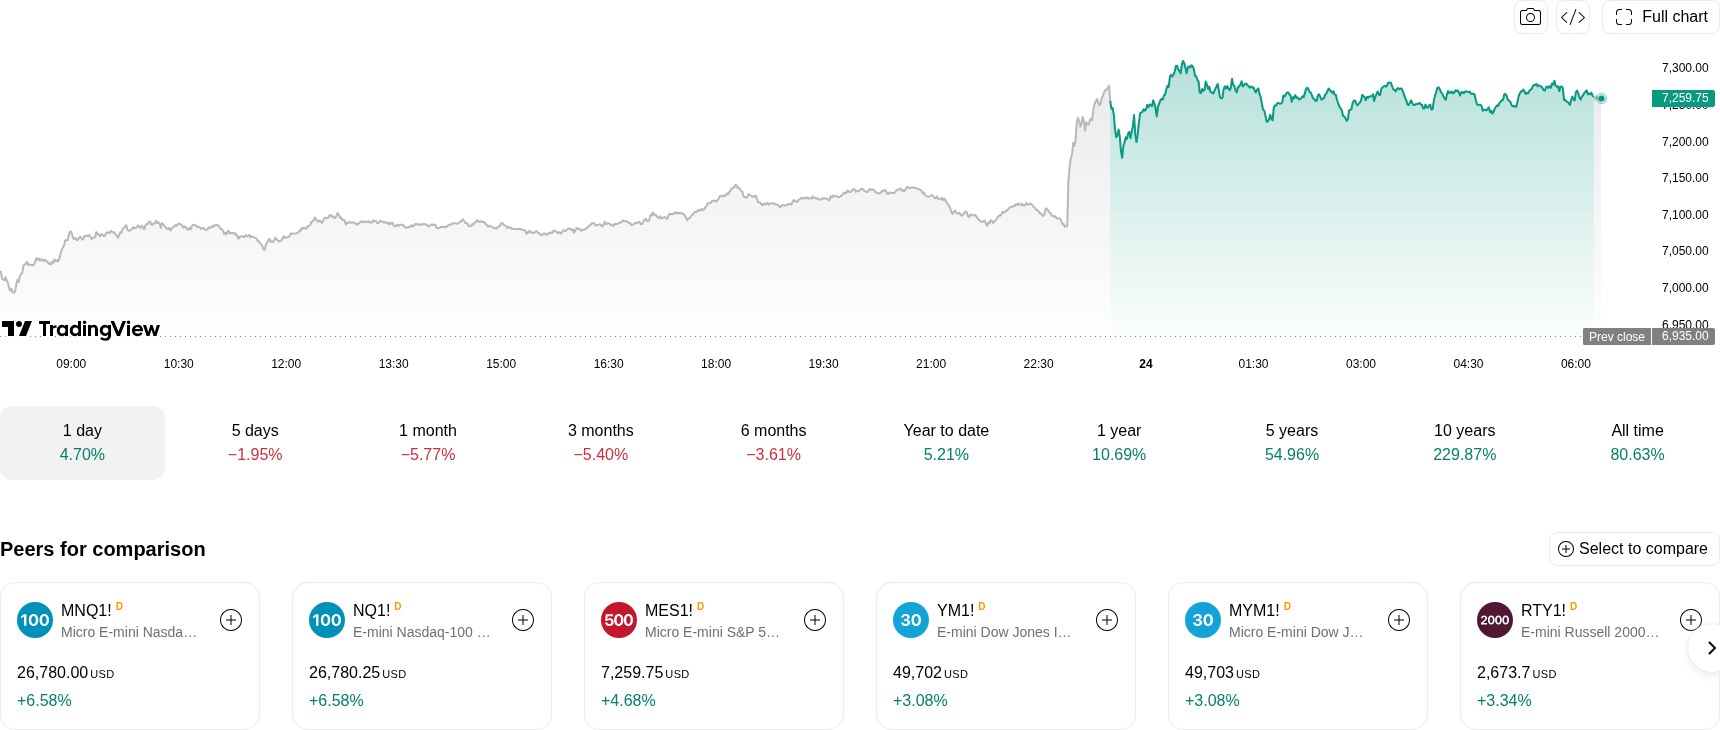 Full chart
7,300.00
7,259.75
7,200.00
7,150.00
7,100.00
7,050.00
7,000.00
6,950.00
Prev close 6,935.00
TradingView
09:00 10:30 12:00 13:30 15:00 16:30 18:00 19:30 21:00 22:30 24 01:30 03:00 04:30 06:00
1 day 5 days 1 month 3 months 6 months Year to date 1 year 5 years 10 years All time
4.70% −1.95% −5.77% −5.40% −3.61% 5.21% 10.69% 54.96% 229.87% 80.63%
Peers for comparison
Select to compare
100 MNQ1! D
Micro E-mini Nasda…
26,780.00 USD
+6.58%
100 NQ1! D
E-mini Nasdaq-100 …
26,780.25 USD
+6.58%
500 MES1! D
Micro E-mini S&P 5…
7,259.75 USD
+4.68%
30 YM1! D
E-mini Dow Jones I…
49,702 USD
+3.08%
30 MYM1! D
Micro E-mini Dow J…
49,703 USD
+3.08%
2000 RTY1! D
E-mini Russell 2000…
2,673.7 USD
+3.34%